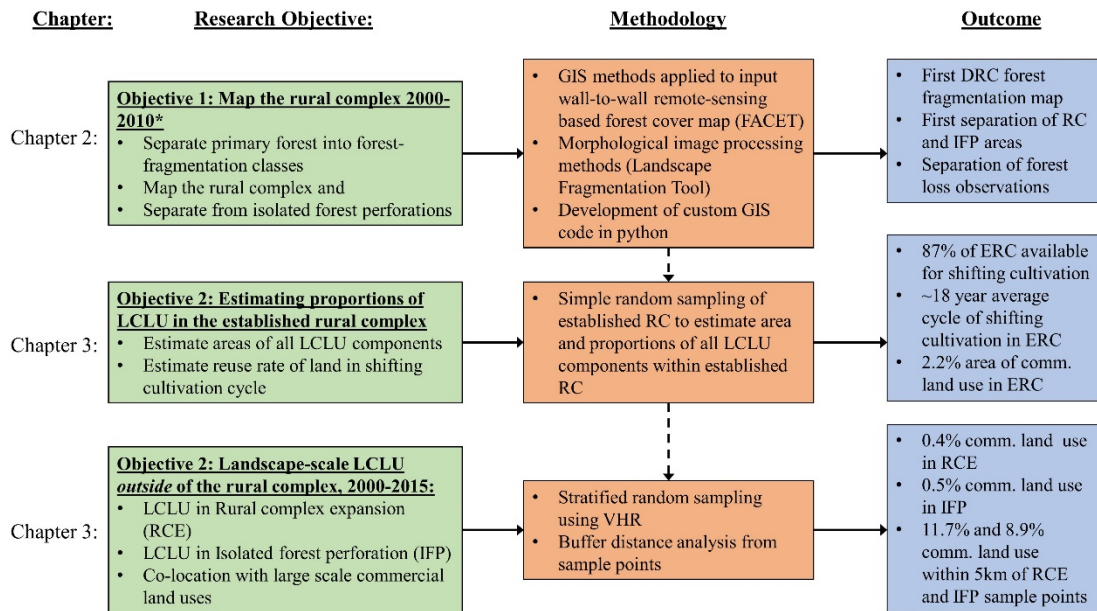 Chapter:
Research Objective:
Methodology
Outcome
Chapter 2:
Objective 1: Map the rural complex 2000-
2010*
• Separate primary forest into forest-
fragmentation classes
• Map the rural complex and
• Separate from isolated forest perforations
• GIS methods applied to input
wall-to-wall remote-sensing
based forest cover map (FACET)
• Morphological image processing
methods (Landscape
Fragmentation Tool)
• Development of custom GIS
code in python
• First DRC forest
fragmentation map
• First separation of RC
and IFP areas
• Separation of forest
loss observations
Chapter 3:
Objective 2: Estimating proportions of
LCLU in the established rural complex
• Estimate areas of all LCLU components
• Estimate reuse rate of land in shifting
cultivation cycle
• Simple random sampling of
established RC to estimate area
and proportions of all LCLU
components within established
RC
• 87% of ERC available
for shifting cultivation
• ~18 year average
cycle of shifting
cultivation in ERC
• 2.2% area of comm.
land use in ERC
Chapter 3:
Objective 2: Landscape-scale LCLU
outside of the rural complex, 2000-2015:
• LCLU in Rural complex expansion
(RCE)
• LCLU in Isolated forest perforation (IFP)
• Co-location with large scale commercial
land uses
• Stratified random sampling
using VHR
• Buffer distance analysis from
sample points
• 0.4% comm. land use
in RCE
• 0.5% comm. land use
in IFP
• 11.7% and 8.9%
comm. land use
within 5km of RCE
and IFP sample points